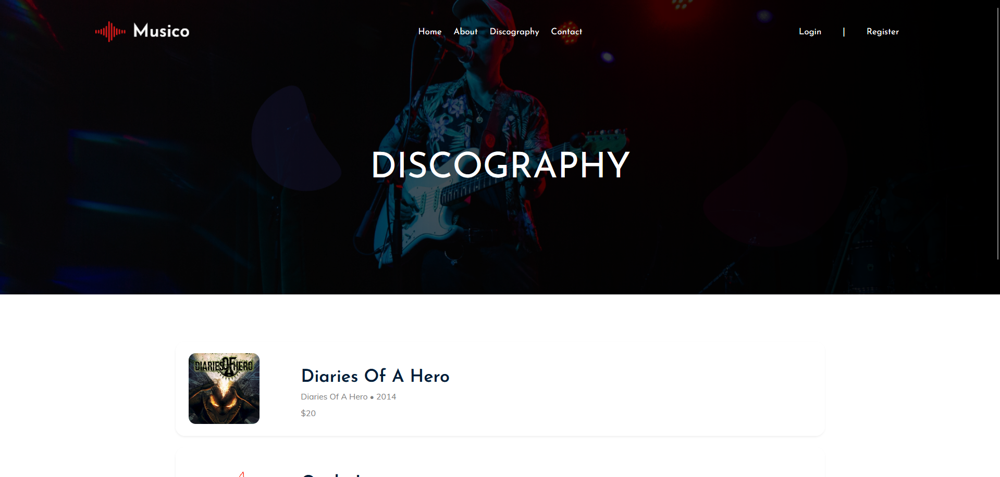 Musico
Home About Discography Contact
Login | Register
DISCOGRAPHY
DIARIES OF A HERO
Diaries Of A Hero
Diaries Of A Hero • 2014
$20